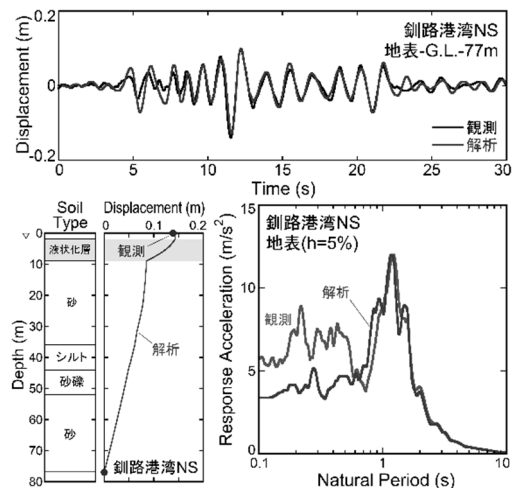 0.2
0
-0.2
Displacement (m)
釧路港湾NS
地表-G.L.-77m
観測
解析
0 5 10 15 20 25 30
Time (s)
Soil
Type
Displacement (m)
0 0.1 0.2
0
10
20
30
40
50
60
70
80
Depth (m)
液状化層
砂
シルト
砂礫
砂
観測
解析
釧路港湾NS
15
10
5
0
Response Acceleration (m/s²)
釧路港湾NS
地表(h=5%)
解析
観測
0.1 1 10
Natural Period (s)